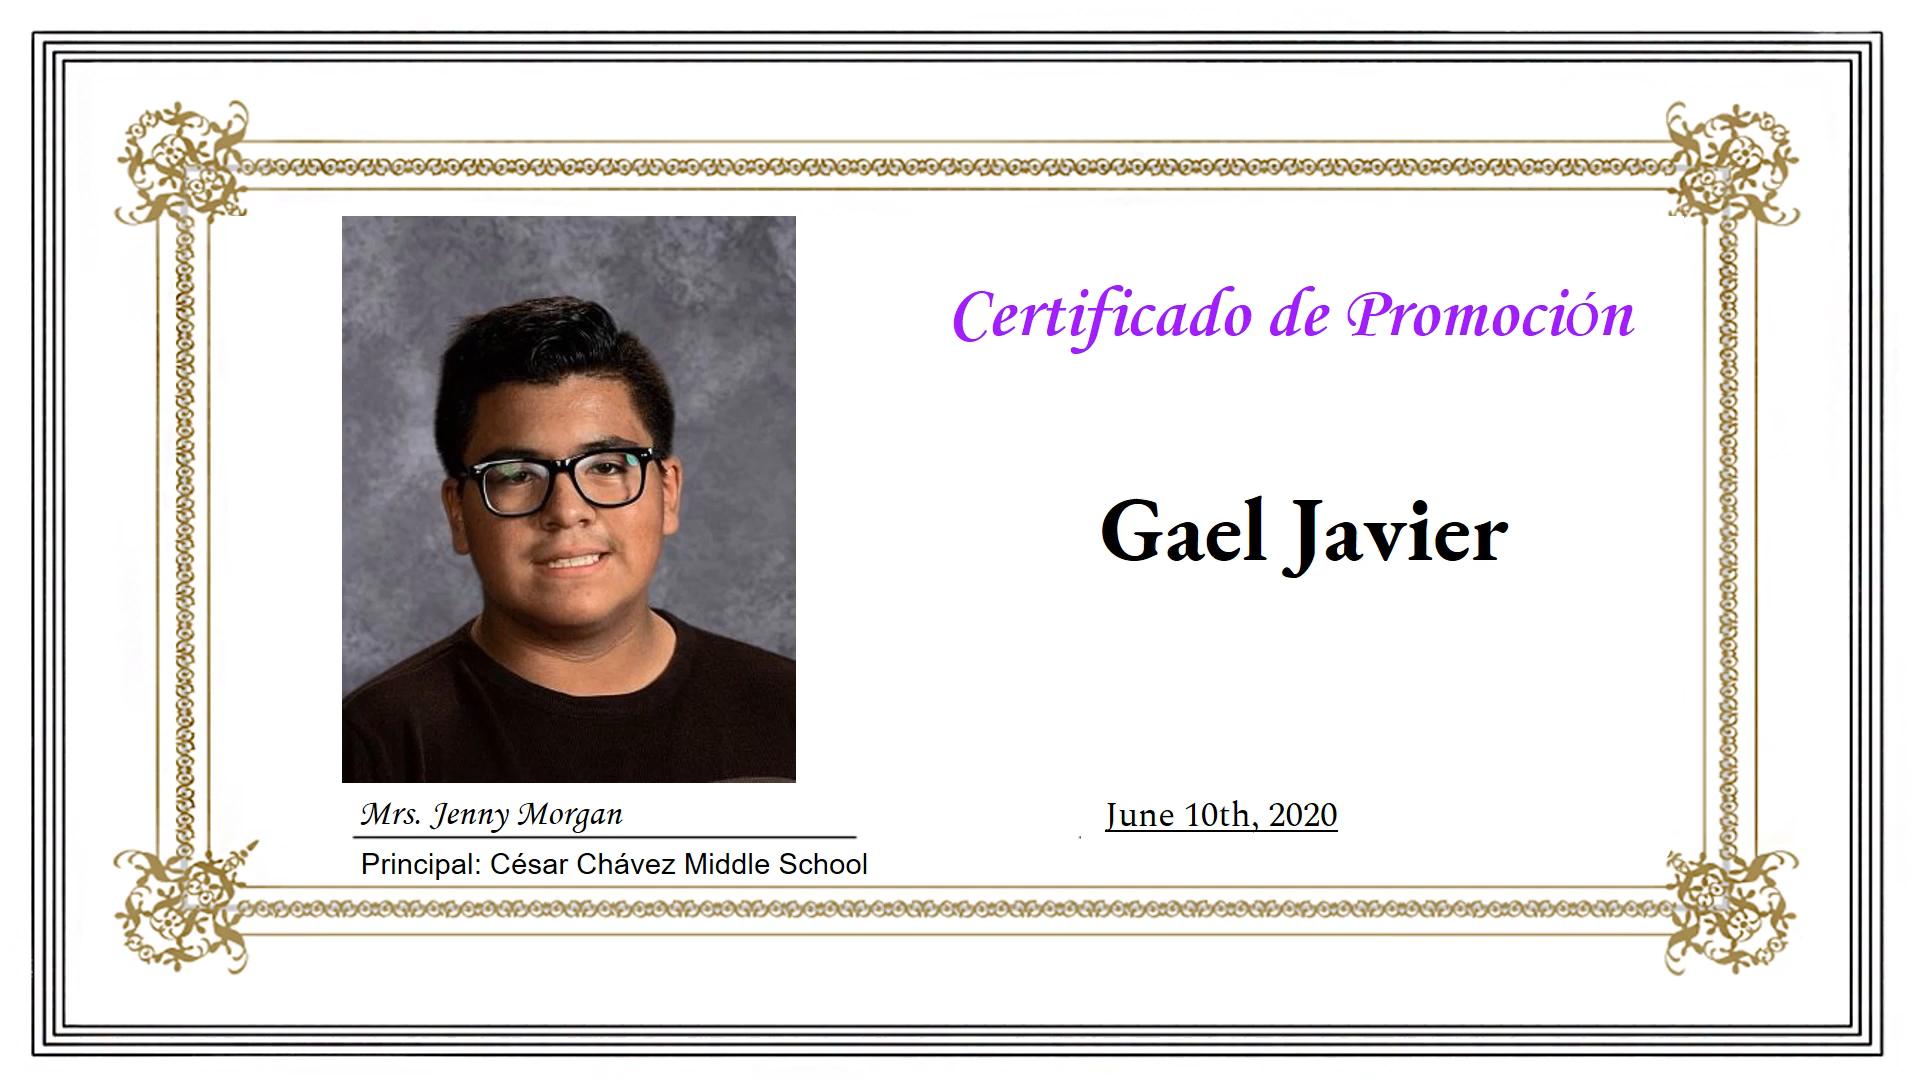 Certificado de Promoción
Gael Javier
Mrs. Jenny Morgan
June 10th, 2020
Principal: César Chávez Middle School